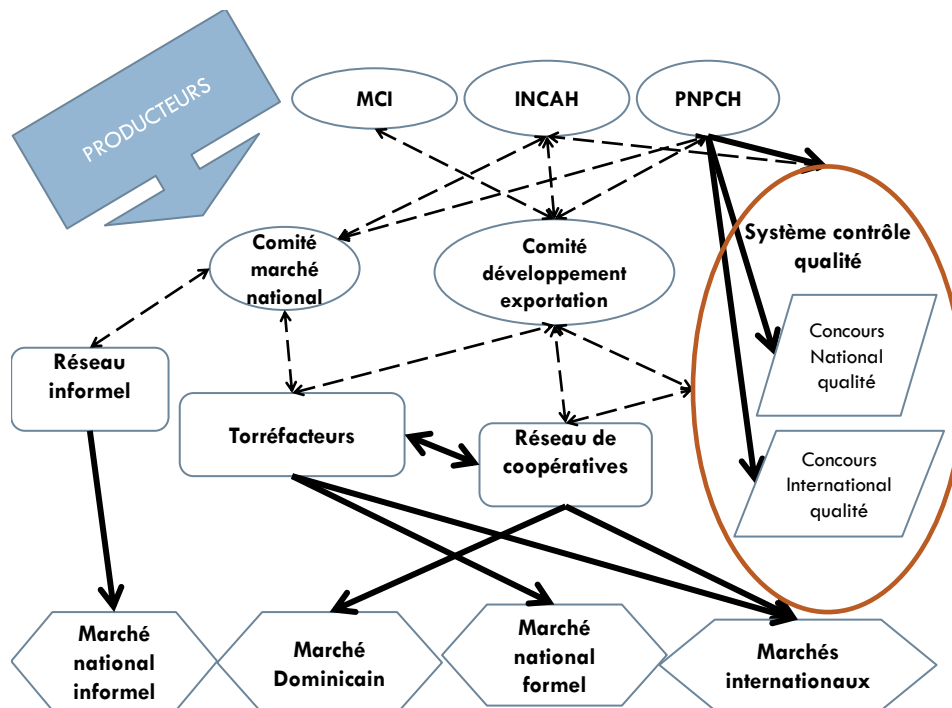 PRODUCTEURS
MCI
INCAH
PNPCH
Comité
marché
national
Comité
développement
exportation
Système contrôle
qualité
Concours
National
qualité
Réseau
informel
Torréfacteurs
Réseau de
coopératives
Concours
International
qualité
Marché
national
informel
Marché
Dominicain
Marché
national
formel
Marchés
internationaux